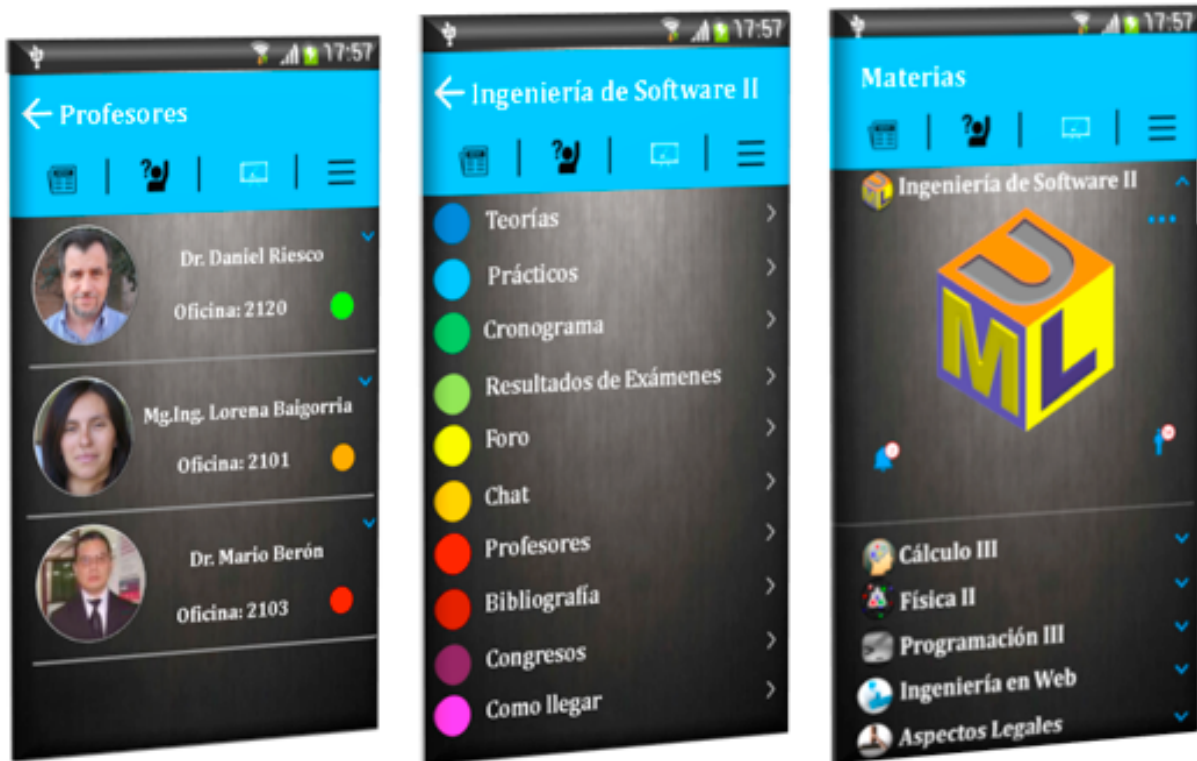 17:57
Profesores
Dr. Daniel Riesco
Oficina: 2120
Mg.Ing. Lorena Baigorria
Oficina: 2101
Dr. Mario Berón
Oficina: 2103
17:57
Ingeniería de Software II
Teorías
Prácticos
Cronograma
Resultados de Exámenes
Foro
Chat
Profesores
Bibliografía
Congresos
Como llegar
17:57
Materias
Ingeniería de Software II
UML
Cálculo III
Física II
Programación III
Ingeniería en Web
Aspectos Legales